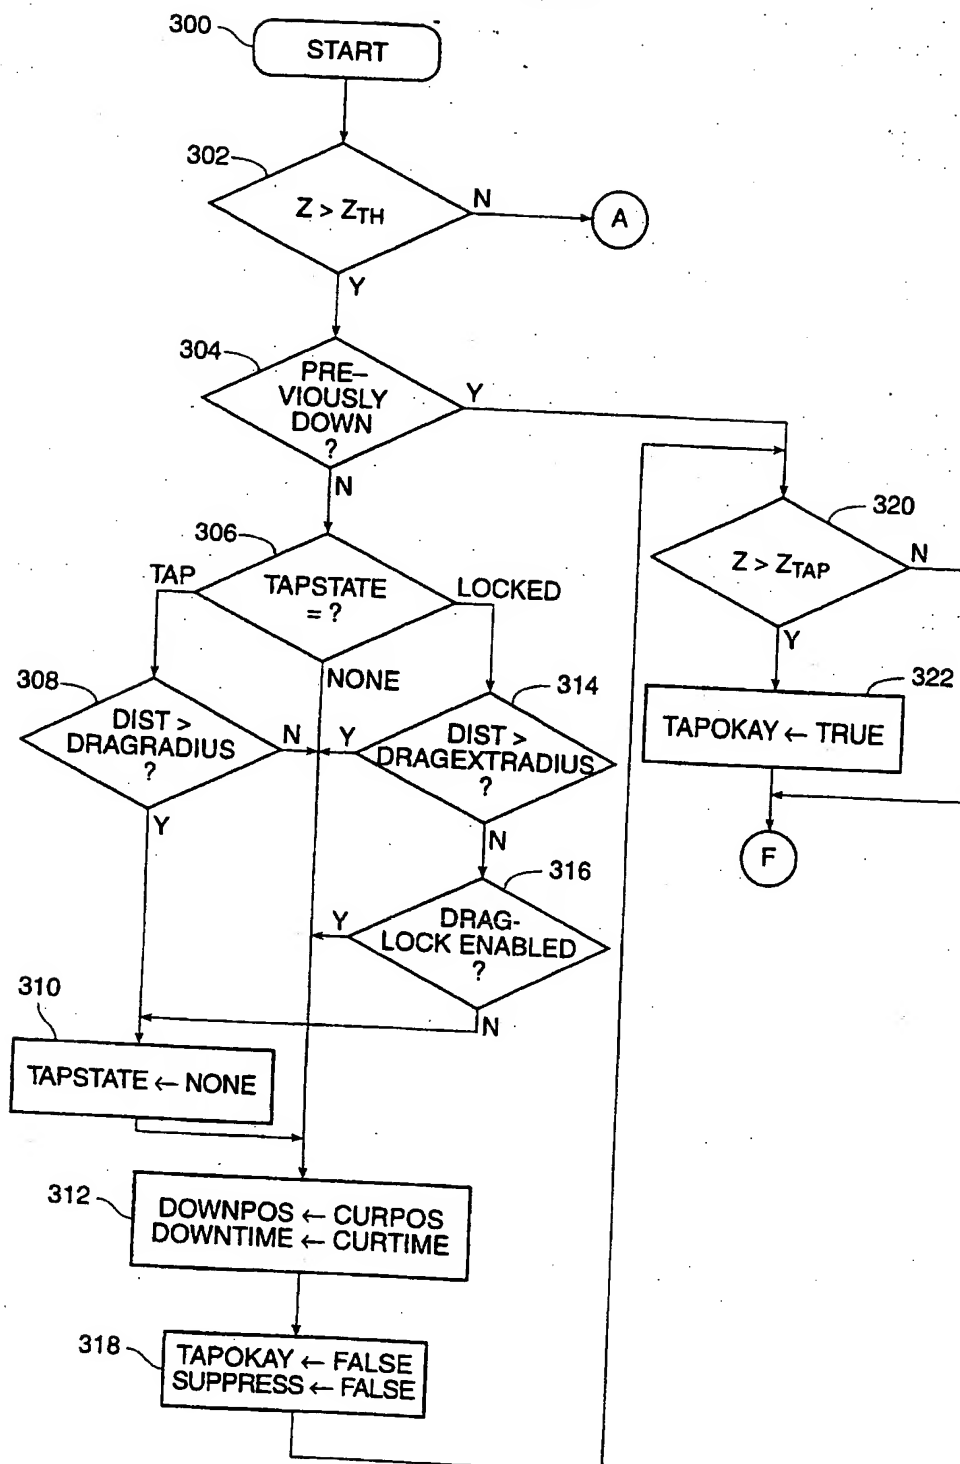 300
START
302
Z > ZTH
N
A
Y
304
PRE–
VIOUSLY
DOWN
?
Y
N
306
TAPSTATE
= ?
TAP
LOCKED
NONE
308
DIST >
DRAGRADIUS
?
N
Y
314
DIST >
DRAGEXTRADIUS
?
Y
N
316
DRAG-
LOCK ENABLED
?
Y
N
310
TAPSTATE ← NONE
312
DOWNPOS ← CURPOS
DOWNTIME ← CURTIME
318
TAPOKAY ← FALSE
SUPPRESS ← FALSE
320
Z > ZTAP
N
Y
322
TAPOKAY ← TRUE
F